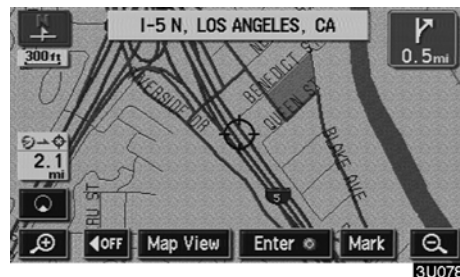 I-5 N, LOS ANGELES, CA
300ft
0.5mi
RIVERSIDE DR
BENEDICT ST
QUEEN ST
BLAKE AVE
2.1
mi
5
RU ST
OFF
Map View
Enter
Mark
3U078